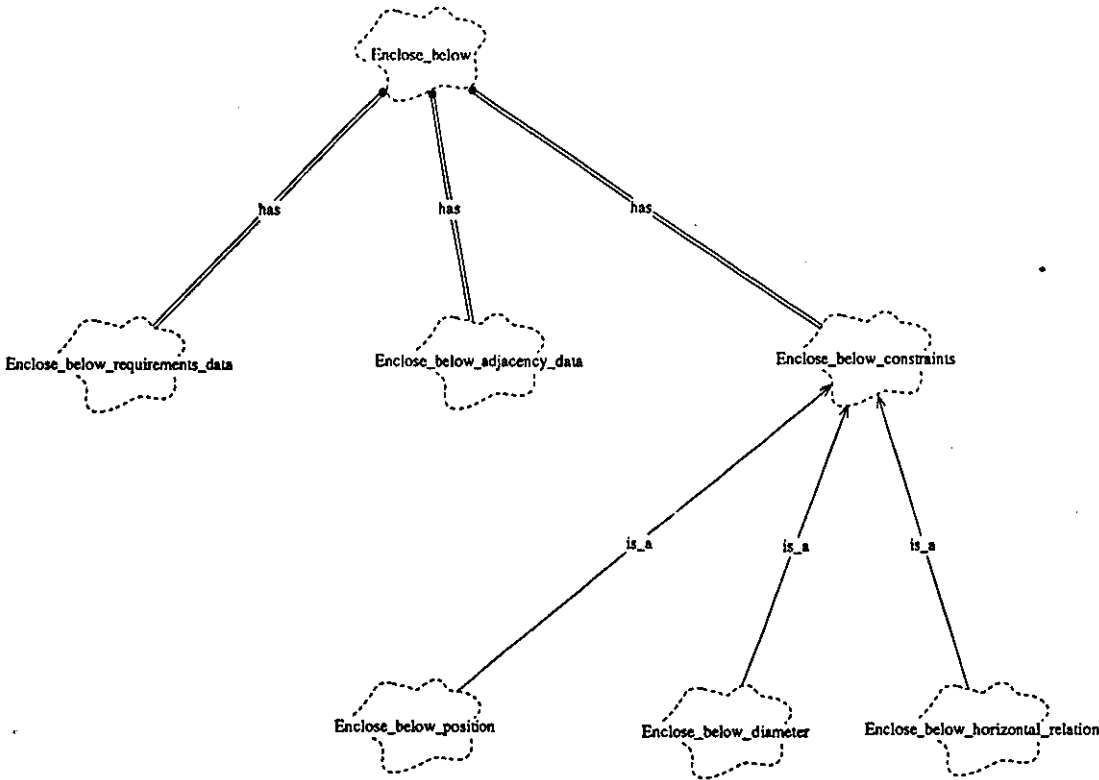 Enclose_below
has
has
has
Enclose_below_requirements_data
Enclose_below_adjacency_data
Enclose_below_constraints
is_a
is_a
is_a
Enclose_below_position
Enclose_below_diameter
Enclose_below_horizontal_relation